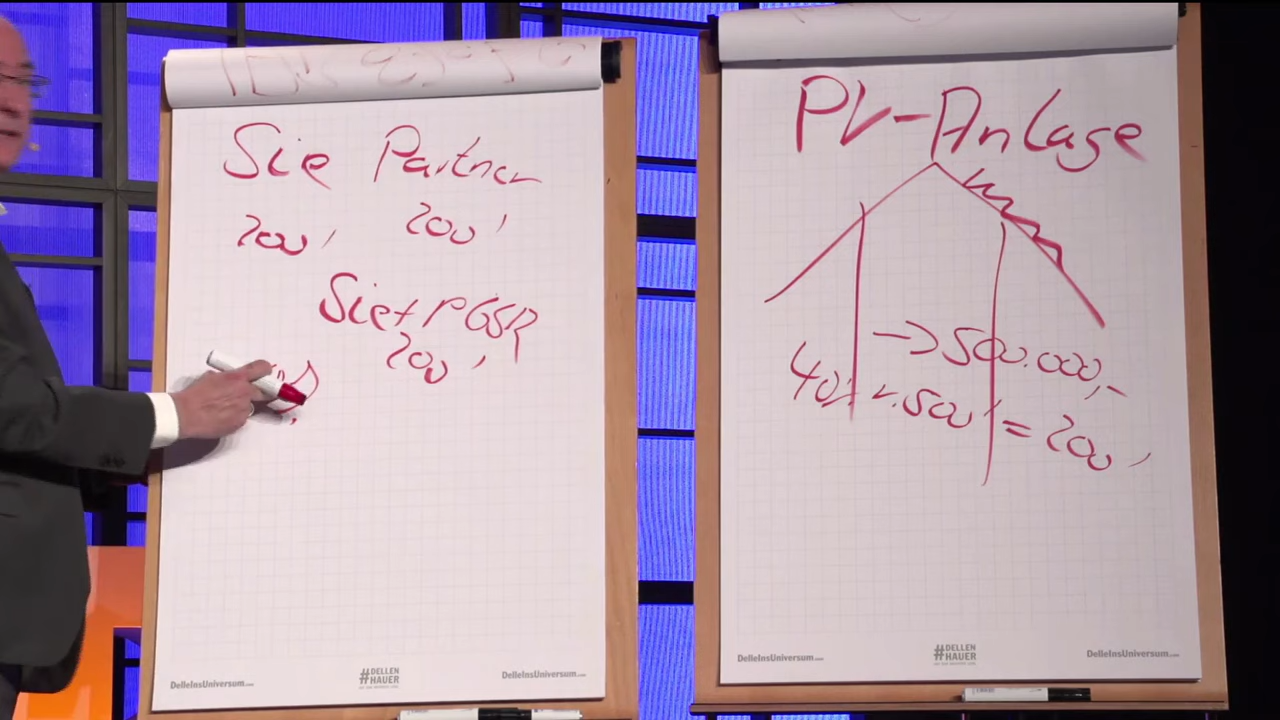 Sie Partner
200' 200'
Sie + PGSR
200'
DelleInsUniversum.com
#DELLEN
HAUER
DelleInsUniversum.com
PV-Anlage
→ 500.000,-
40% v. 500' = 200'
DelleInsUniversum.com
#DELLEN
HAUER
DelleInsUniversum.com